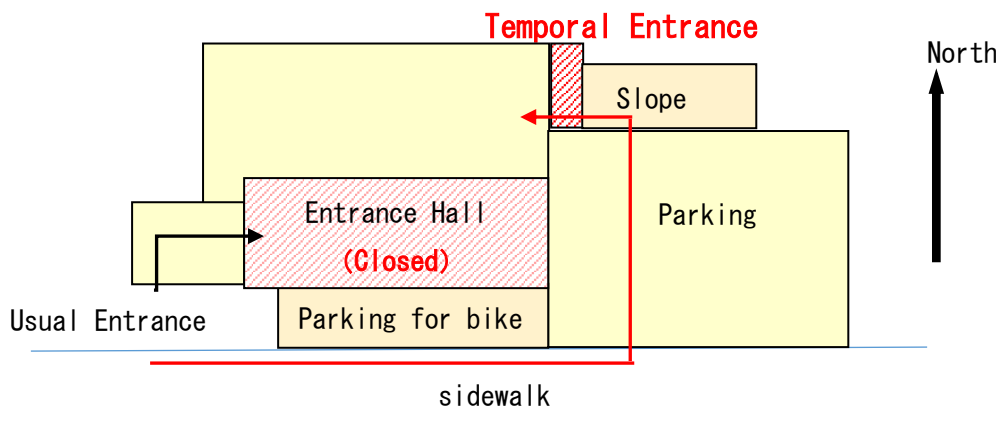 Temporal Entrance
North
Slope
Entrance Hall
(Closed)
Parking
Usual Entrance
Parking for bike
sidewalk